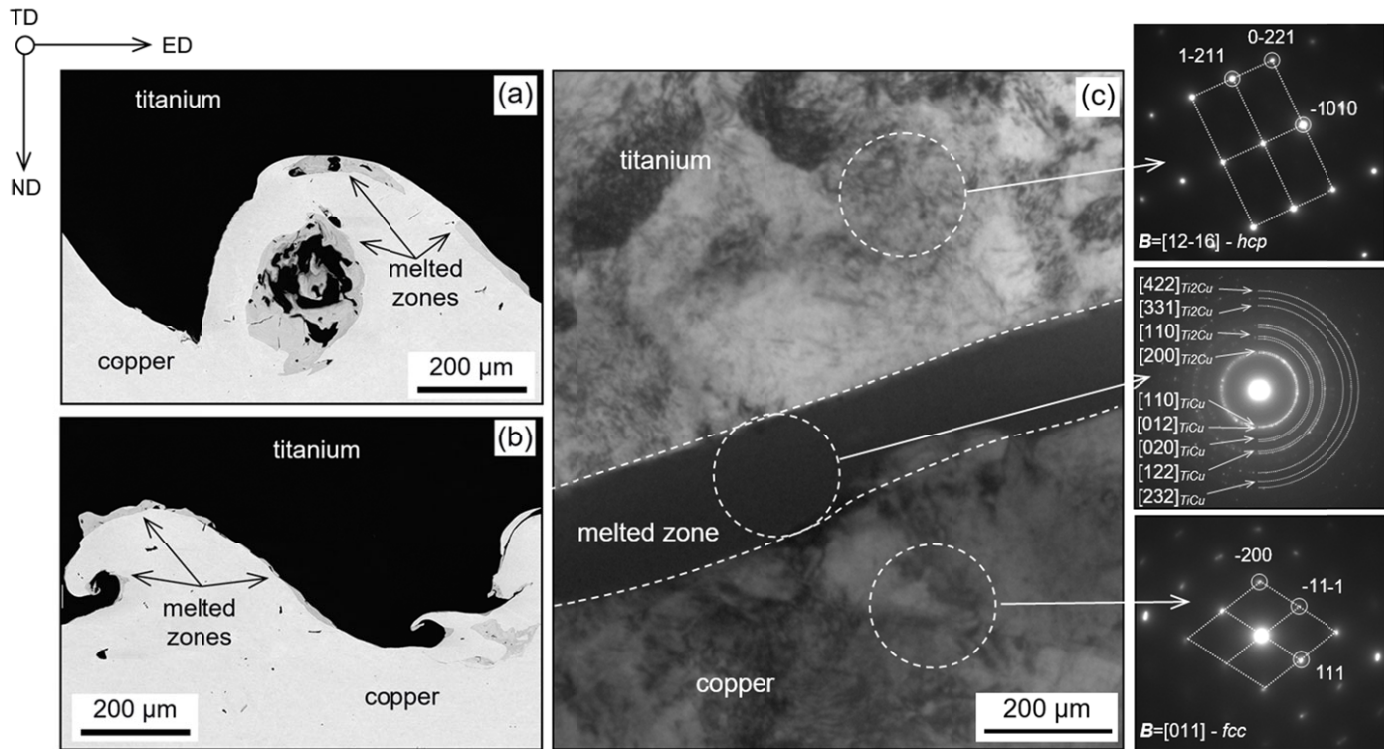 TD
ED
ND
titanium
(a)
melted
zones
copper
200 µm
titanium
(b)
melted
zones
copper
200 µm
(c)
titanium
melted zone
copper
200 µm
0-221
1-211
-1010
B=[12-16] - hcp
[422]Ti2Cu
[331]Ti2Cu
[110]Ti2Cu
[200]Ti2Cu
[110]TiCu
[012]TiCu
[020]TiCu
[122]TiCu
[232]TiCu
-200
-11-1
111
B=[011] - fcc